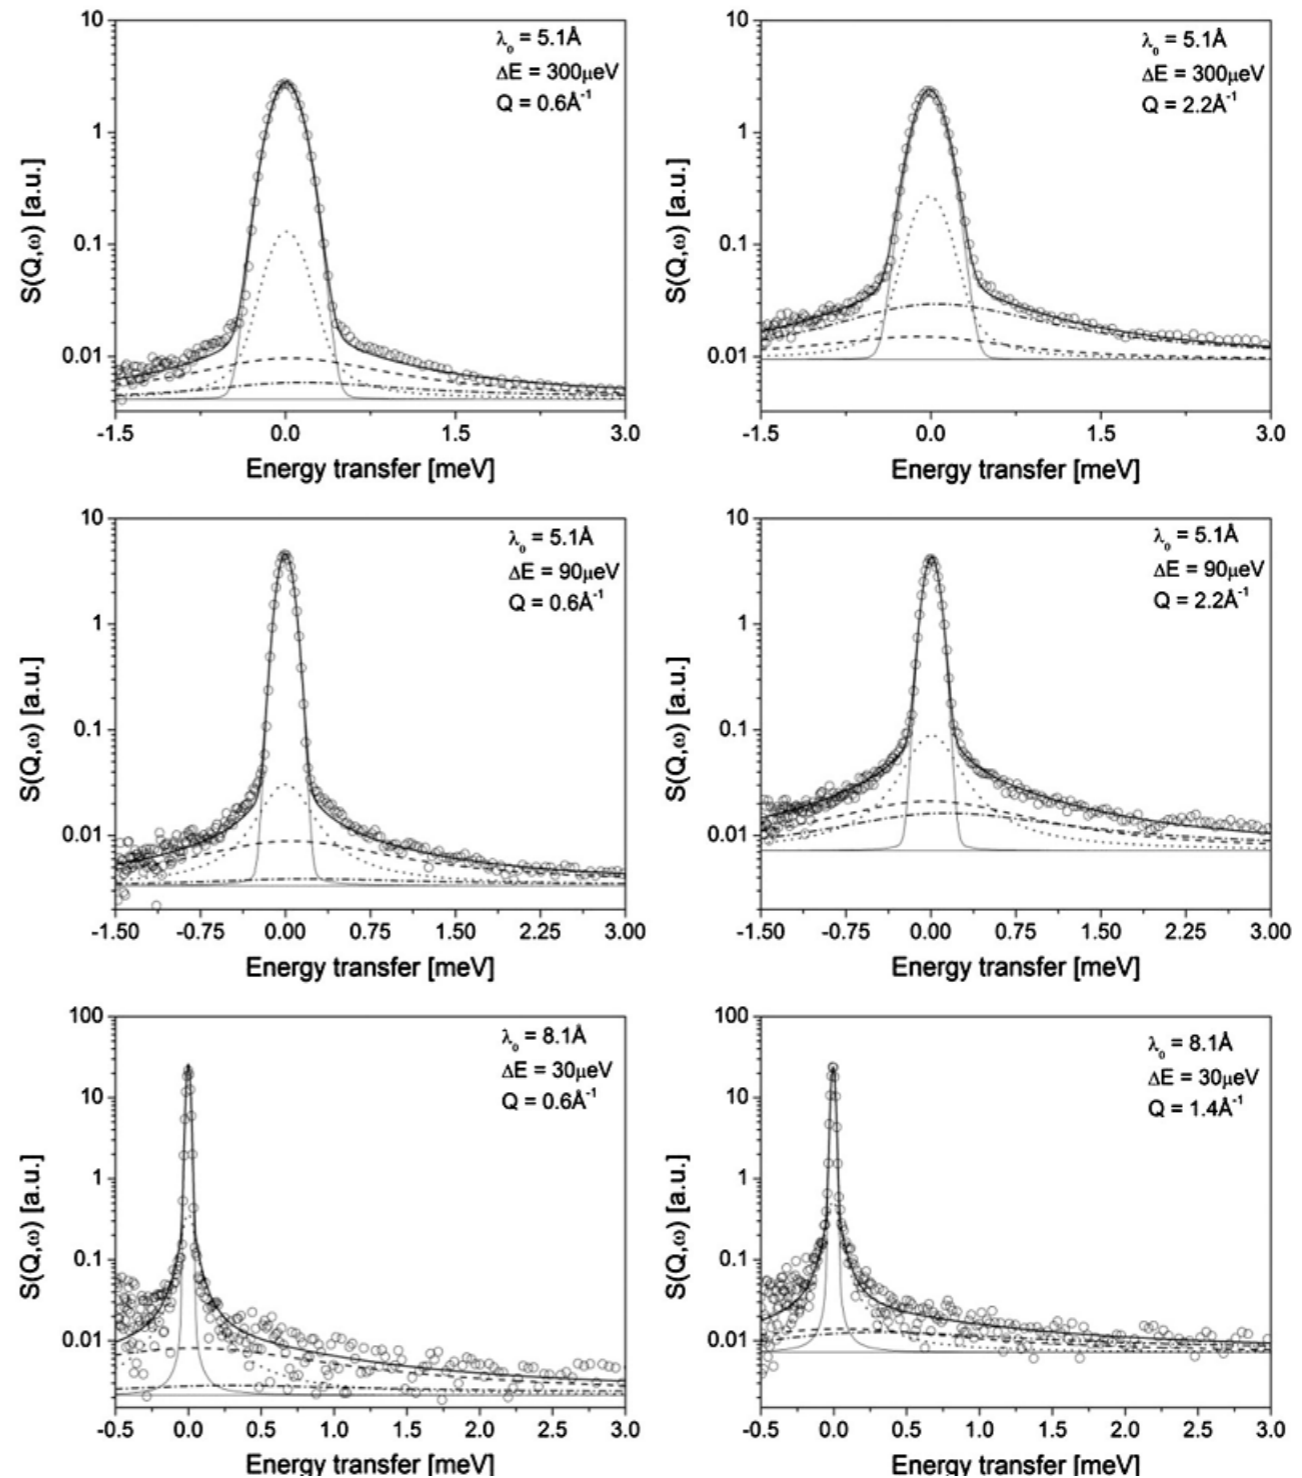 10
1
0.1
0.01
S(Q,ω) [a.u.]
λ₀ = 5.1Å
ΔE = 300μeV
Q = 0.6Å⁻¹
-1.5 0.0 1.5 3.0
Energy transfer [meV]
10
1
0.1
0.01
S(Q,ω) [a.u.]
λ₀ = 5.1Å
ΔE = 300μeV
Q = 2.2Å⁻¹
-1.5 0.0 1.5 3.0
Energy transfer [meV]
10
1
0.1
0.01
S(Q,ω) [a.u.]
λ₀ = 5.1Å
ΔE = 90μeV
Q = 0.6Å⁻¹
-1.50 -0.75 0.00 0.75 1.50 2.25 3.00
Energy transfer [meV]
10
1
0.1
0.01
S(Q,ω) [a.u.]
λ₀ = 5.1Å
ΔE = 90μeV
Q = 2.2Å⁻¹
-1.50 -0.75 0.00 0.75 1.50 2.25 3.00
Energy transfer [meV]
100
10
1
0.1
0.01
S(Q,ω) [a.u.]
λ₀ = 8.1Å
ΔE = 30μeV
Q = 0.6Å⁻¹
-0.5 0.0 0.5 1.0 1.5 2.0 2.5 3.0
Energy transfer [meV]
100
10
1
0.1
0.01
S(Q,ω) [a.u.]
λ₀ = 8.1Å
ΔE = 30μeV
Q = 1.4Å⁻¹
-0.5 0.0 0.5 1.0 1.5 2.0 2.5 3.0
Energy transfer [meV]